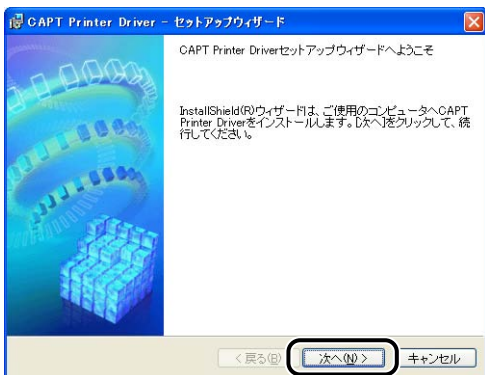 CAPT Printer Driver - セットアップウィザード
CAPT Printer Driverセットアップウィザードへようこそ
InstallShield(R)ウィザードは、ご使用のコンピュータへCAPT
Printer Driverをインストールします。[次へ]をクリックして、続
行してください。
< 戻る(B)
次へ(N) >
キャンセル